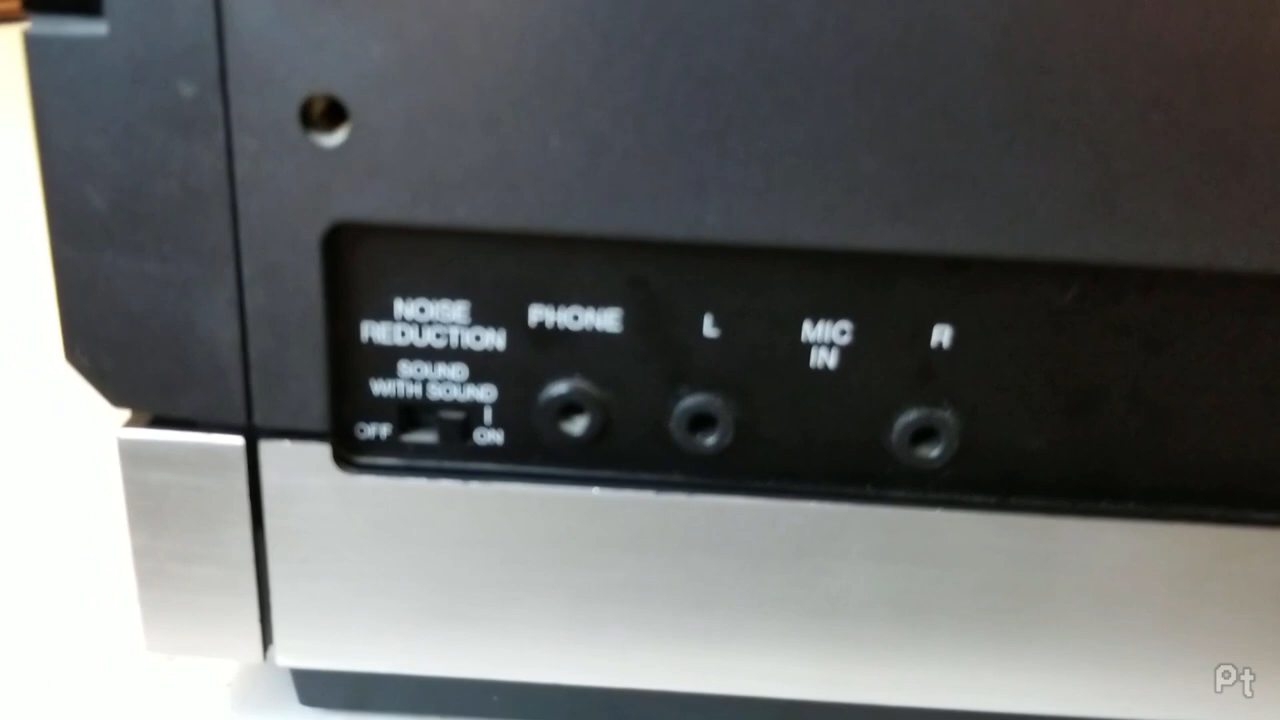 NOISE
REDUCTION
SOUND
WITH SOUND
OFF
ON
PHONE
L
MIC
IN
R
Pt